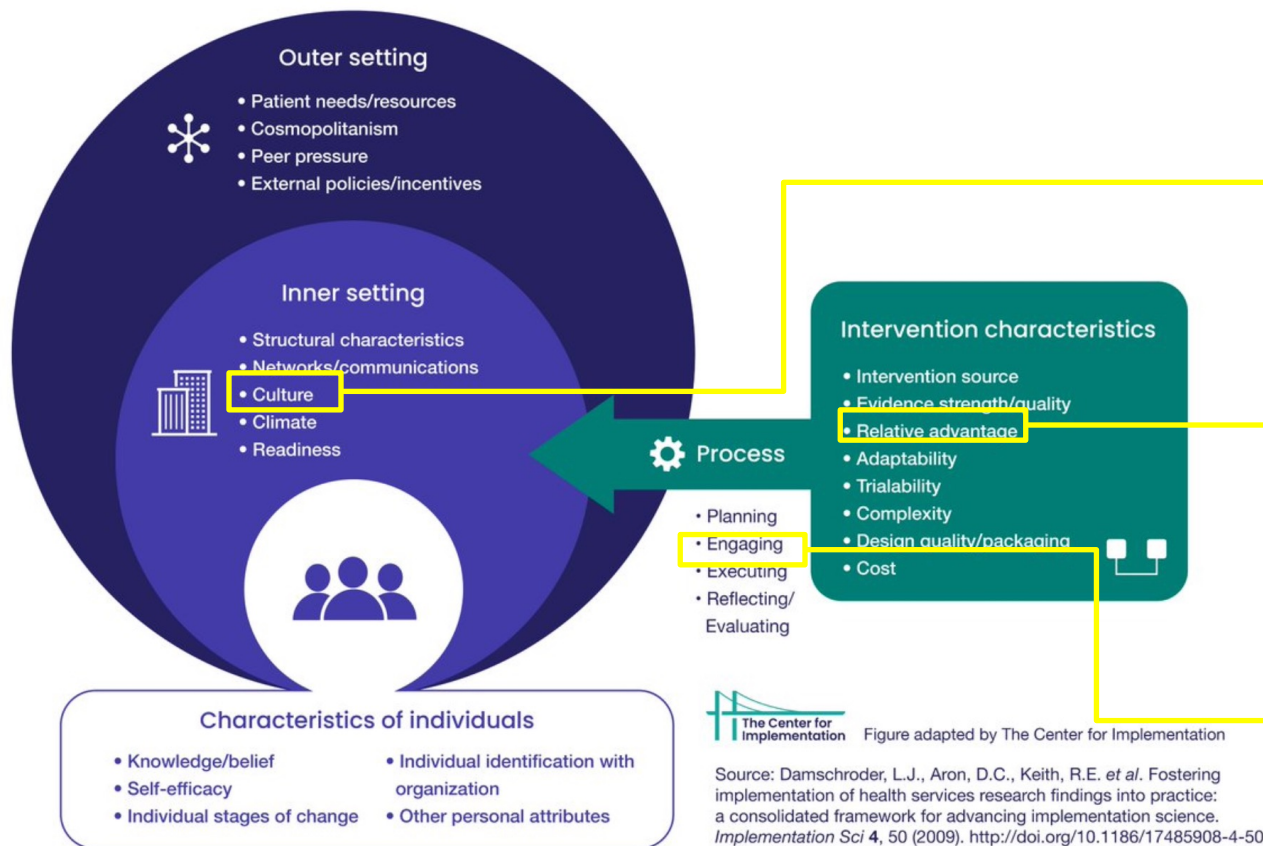 Outer setting
• Patient needs/resources
• Cosmopolitanism
• Peer pressure
• External policies/incentives
Inner setting
• Structural characteristics
• Networks/communications
• Culture
• Climate
• Readiness
Process
• Planning
• Engaging
• Executing
• Reflecting/
Evaluating
Intervention characteristics
• Intervention source
• Evidence strength/quality
• Relative advantage
• Adaptability
• Trialability
• Complexity
• Design quality/packaging
• Cost
Characteristics of individuals
• Knowledge/belief
• Self-efficacy
• Individual stages of change
• Individual identification with
organization
• Other personal attributes
The Center for
Implementation
Figure adapted by The Center for Implementation
Source: Damschroder, L.J., Aron, D.C., Keith, R.E. et al. Fostering
implementation of health services research findings into practice:
a consolidated framework for advancing implementation science.
Implementation Sci 4, 50 (2009). http://doi.org/10.1186/17485908-4-50